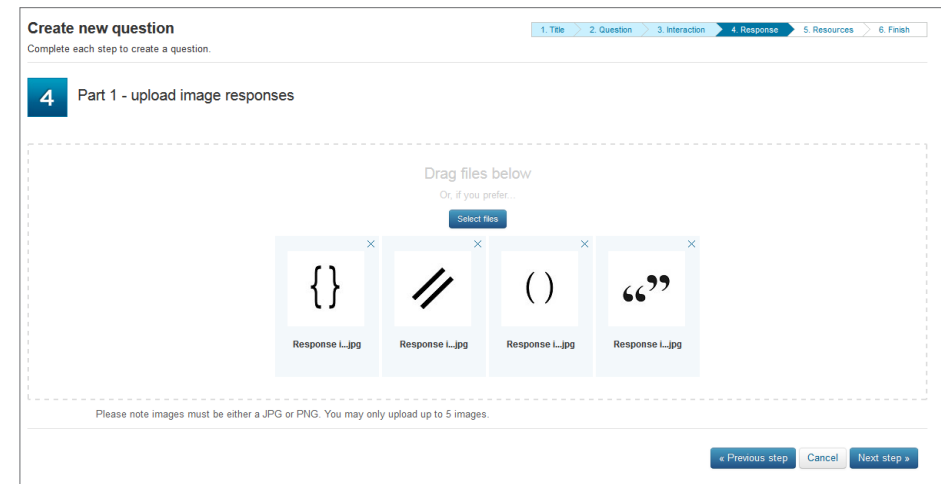 Create new question
Complete each step to create a question.
1. Title 2. Question 3. Interaction 4. Response 5. Resources 6. Finish
4 Part 1 - upload image responses
Drag files below
Or, if you prefer...
Select files
{ } // ( ) “”
Response i...jpg Response i...jpg Response i...jpg Response i...jpg
Please note images must be either a JPG or PNG. You may only upload up to 5 images.
« Previous step Cancel Next step »